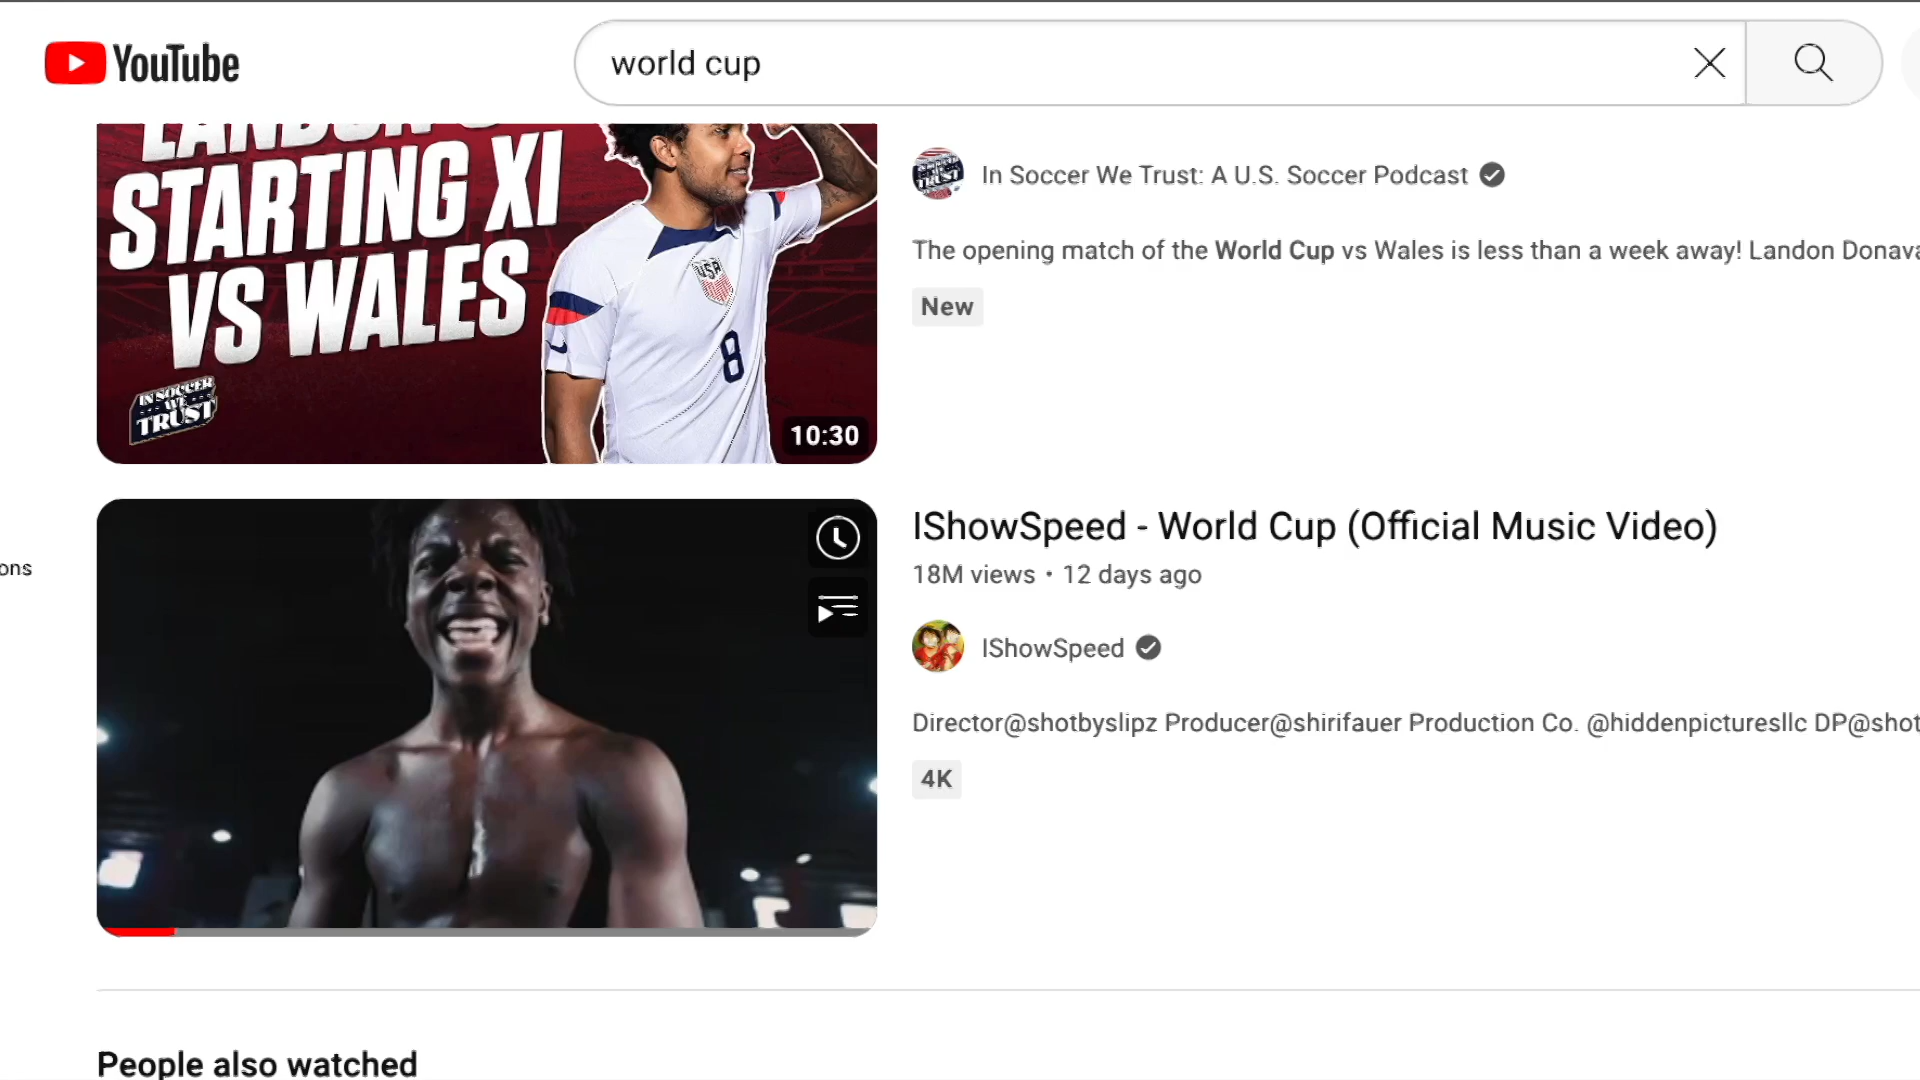 YouTube
world cup
STARTING XI
VS WALES
IN SOCCER
WE
TRUST
8
10:30
In Soccer We Trust: A U.S. Soccer Podcast
The opening match of the World Cup vs Wales is less than a week away! Landon Donava
New
IShowSpeed - World Cup (Official Music Video)
18M views • 12 days ago
IShowSpeed
Director@shotbyslipz Producer@shirifauer Production Co. @hiddenpicturesllc DP@shot
4K
ons
People also watched